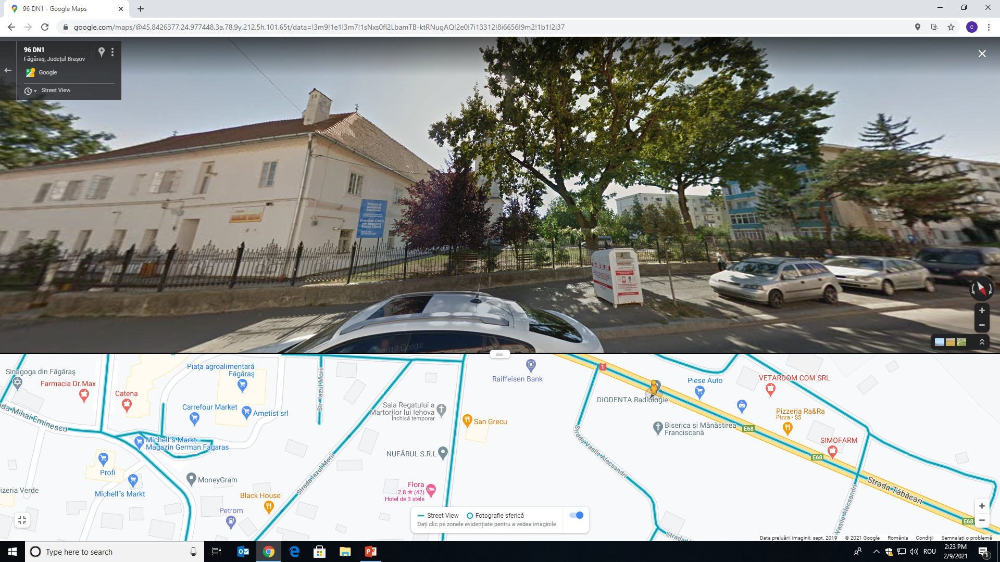 96 DN1 - Google Maps
google.com/maps/@45.8426377,24.977448,3a,78.9y,212.5h,101.65t/data=!3m9!1e1!3m7!1sNxs0fl2LbamTB-ktRNugAQ!2e0!7i13312!8i6656!9m2!1b1!2i37
c
96 DN1
Făgăraș, Județul Brașov
Google
Street View
Franciscan Church
2019 Google
Sinagoga din Făgăraș
Farmacia Dr.Max
Catena
Piața agroalimentară
Făgăraș
Carrefour Market
Ametist srl
Str. Iazul Morii
Strada Mihai Eminescu
Michell"s Markt
Magazin German Fagaras
Profi
Michell"s Markt
MoneyGram
Black House
Petrom
izeria Verde
Strada Iazul Morii
Sala Regatului a
Martorilor lui Iehova
Închisă temporar
NUFĂRUL S.R.L
Flora
2.8 ★ (42)
Hotel de 3 stele
San Grecu
Raiffeisen Bank
1
DIODENTA Radiologie
Piese Auto
VETARDOM COM SRL
Pizzeria Ra&Ra
Pizza • $$
Biserica și Mănăstirea
Franciscană
E68
SIMOFARM
E68
Strada Vasile Alecsandri
Strada Tăbăcari
Vasile Alecsandri
E68
Strada Va
Street View
Fotografie sferică
Dați clic pe zonele evidențiate pentru a vedea imaginile
Data preluării imaginii: sept. 2019
© 2021 Google
România
Condiții
Semnalați o problemă
Type here to search
ROU
2:23 PM
2/9/2021
1